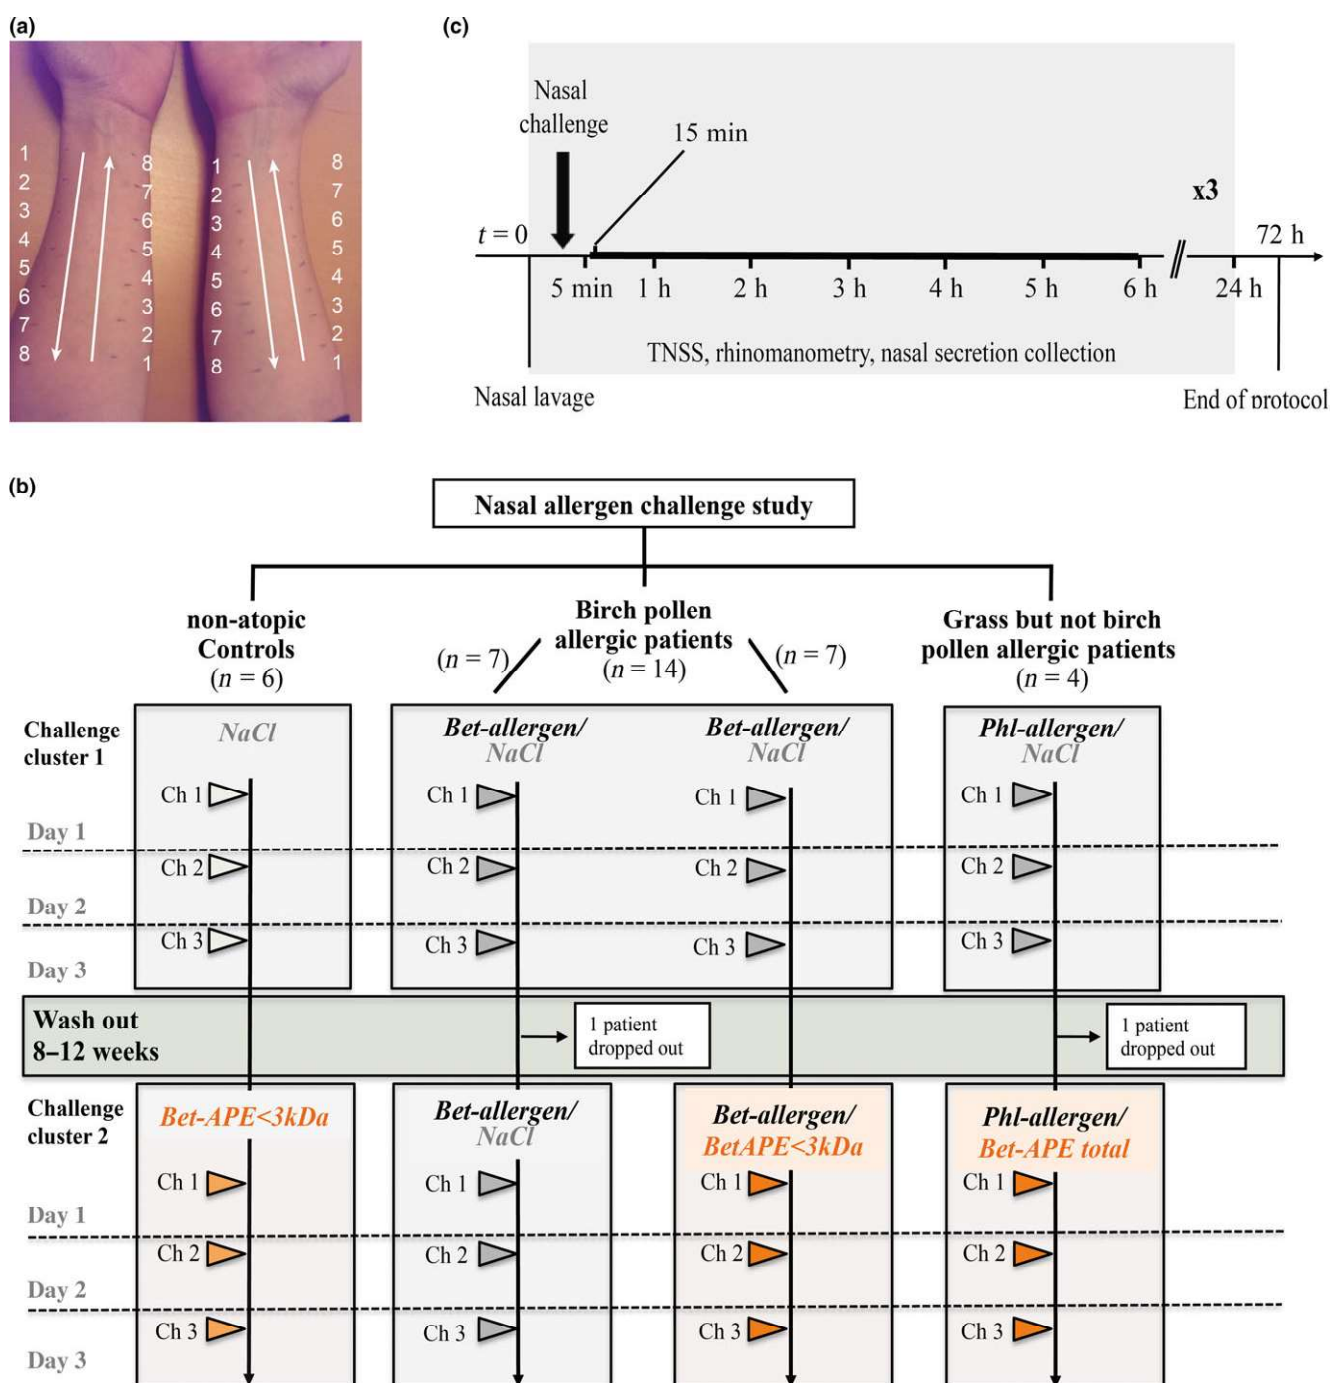 (a)
1 8 1 8
2 7 2 7
3 6 3 6
4 5 4 5
5 4 5 4
6 3 6 3
7 2 7 2
8 1 8 1
(c)
Nasal
challenge
15 min
x3
t = 0
72 h
5 min 1 h 2 h 3 h 4 h 5 h 6 h 24 h
TNSS, rhinomanometry, nasal secretion collection
Nasal lavage
End of protocol
(b)
Nasal allergen challenge study
non-atopic
Controls
(n = 6)
Birch pollen
allergic patients
(n = 14)
(n = 7)
(n = 7)
Grass but not birch
pollen allergic patients
(n = 4)
Challenge
cluster 1
NaCl
Bet-allergen/
NaCl
Bet-allergen/
NaCl
Phl-allergen/
NaCl
Ch 1 Ch 1 Ch 1 Ch 1
Day 1
Ch 2 Ch 2 Ch 2 Ch 2
Day 2
Ch 3 Ch 3 Ch 3 Ch 3
Day 3
Wash out
8–12 weeks
1 patient
dropped out
1 patient
dropped out
Challenge
cluster 2
Bet-APE<3kDa
Bet-allergen/
NaCl
Bet-allergen/
BetAPE<3kDa
Phl-allergen/
Bet-APE total
Ch 1 Ch 1 Ch 1 Ch 1
Day 1
Ch 2 Ch 2 Ch 2 Ch 2
Day 2
Ch 3 Ch 3 Ch 3 Ch 3
Day 3